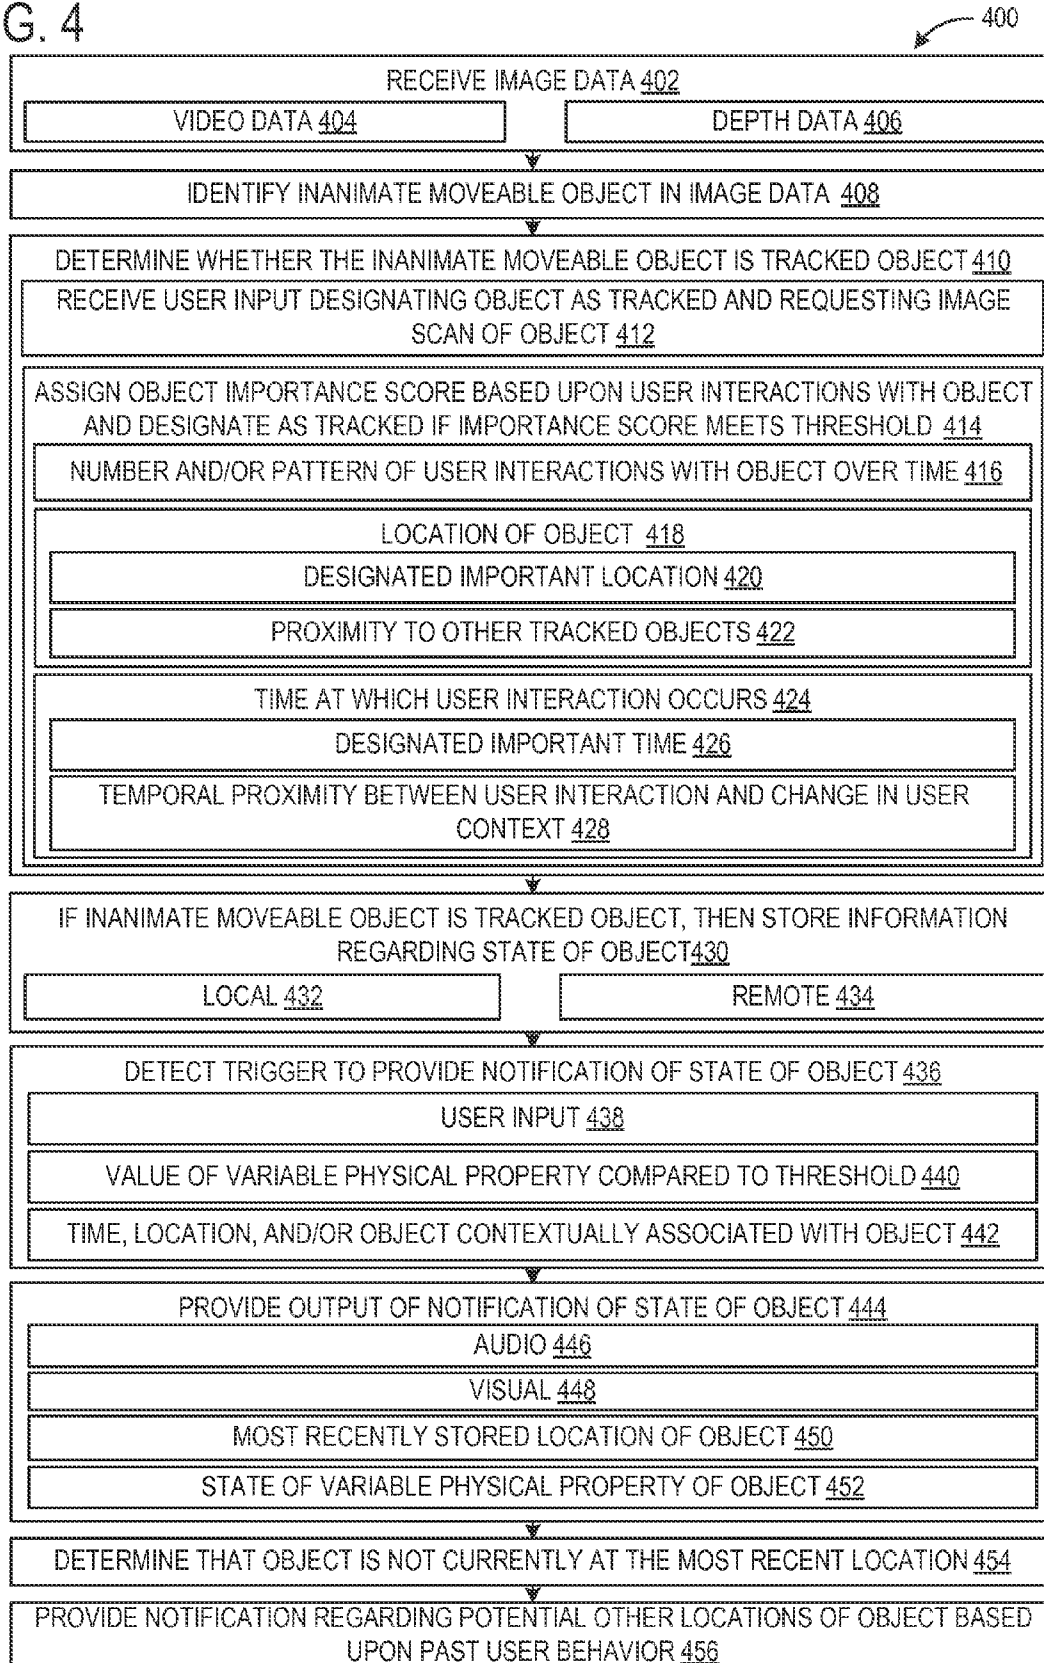 G. 4
400
RECEIVE IMAGE DATA 402
VIDEO DATA 404
DEPTH DATA 406
IDENTIFY INANIMATE MOVEABLE OBJECT IN IMAGE DATA 408
DETERMINE WHETHER THE INANIMATE MOVEABLE OBJECT IS TRACKED OBJECT 410
RECEIVE USER INPUT DESIGNATING OBJECT AS TRACKED AND REQUESTING IMAGE
SCAN OF OBJECT 412
ASSIGN OBJECT IMPORTANCE SCORE BASED UPON USER INTERACTIONS WITH OBJECT
AND DESIGNATE AS TRACKED IF IMPORTANCE SCORE MEETS THRESHOLD 414
NUMBER AND/OR PATTERN OF USER INTERACTIONS WITH OBJECT OVER TIME 416
LOCATION OF OBJECT 418
DESIGNATED IMPORTANT LOCATION 420
PROXIMITY TO OTHER TRACKED OBJECTS 422
TIME AT WHICH USER INTERACTION OCCURS 424
DESIGNATED IMPORTANT TIME 426
TEMPORAL PROXIMITY BETWEEN USER INTERACTION AND CHANGE IN USER
CONTEXT 428
IF INANIMATE MOVEABLE OBJECT IS TRACKED OBJECT, THEN STORE INFORMATION
REGARDING STATE OF OBJECT430
LOCAL 432
REMOTE 434
DETECT TRIGGER TO PROVIDE NOTIFICATION OF STATE OF OBJECT 436
USER INPUT 438
VALUE OF VARIABLE PHYSICAL PROPERTY COMPARED TO THRESHOLD 440
TIME, LOCATION, AND/OR OBJECT CONTEXTUALLY ASSOCIATED WITH OBJECT 442
PROVIDE OUTPUT OF NOTIFICATION OF STATE OF OBJECT 444
AUDIO 446
VISUAL 448
MOST RECENTLY STORED LOCATION OF OBJECT 450
STATE OF VARIABLE PHYSICAL PROPERTY OF OBJECT 452
DETERMINE THAT OBJECT IS NOT CURRENTLY AT THE MOST RECENT LOCATION 454
PROVIDE NOTIFICATION REGARDING POTENTIAL OTHER LOCATIONS OF OBJECT BASED
UPON PAST USER BEHAVIOR 456